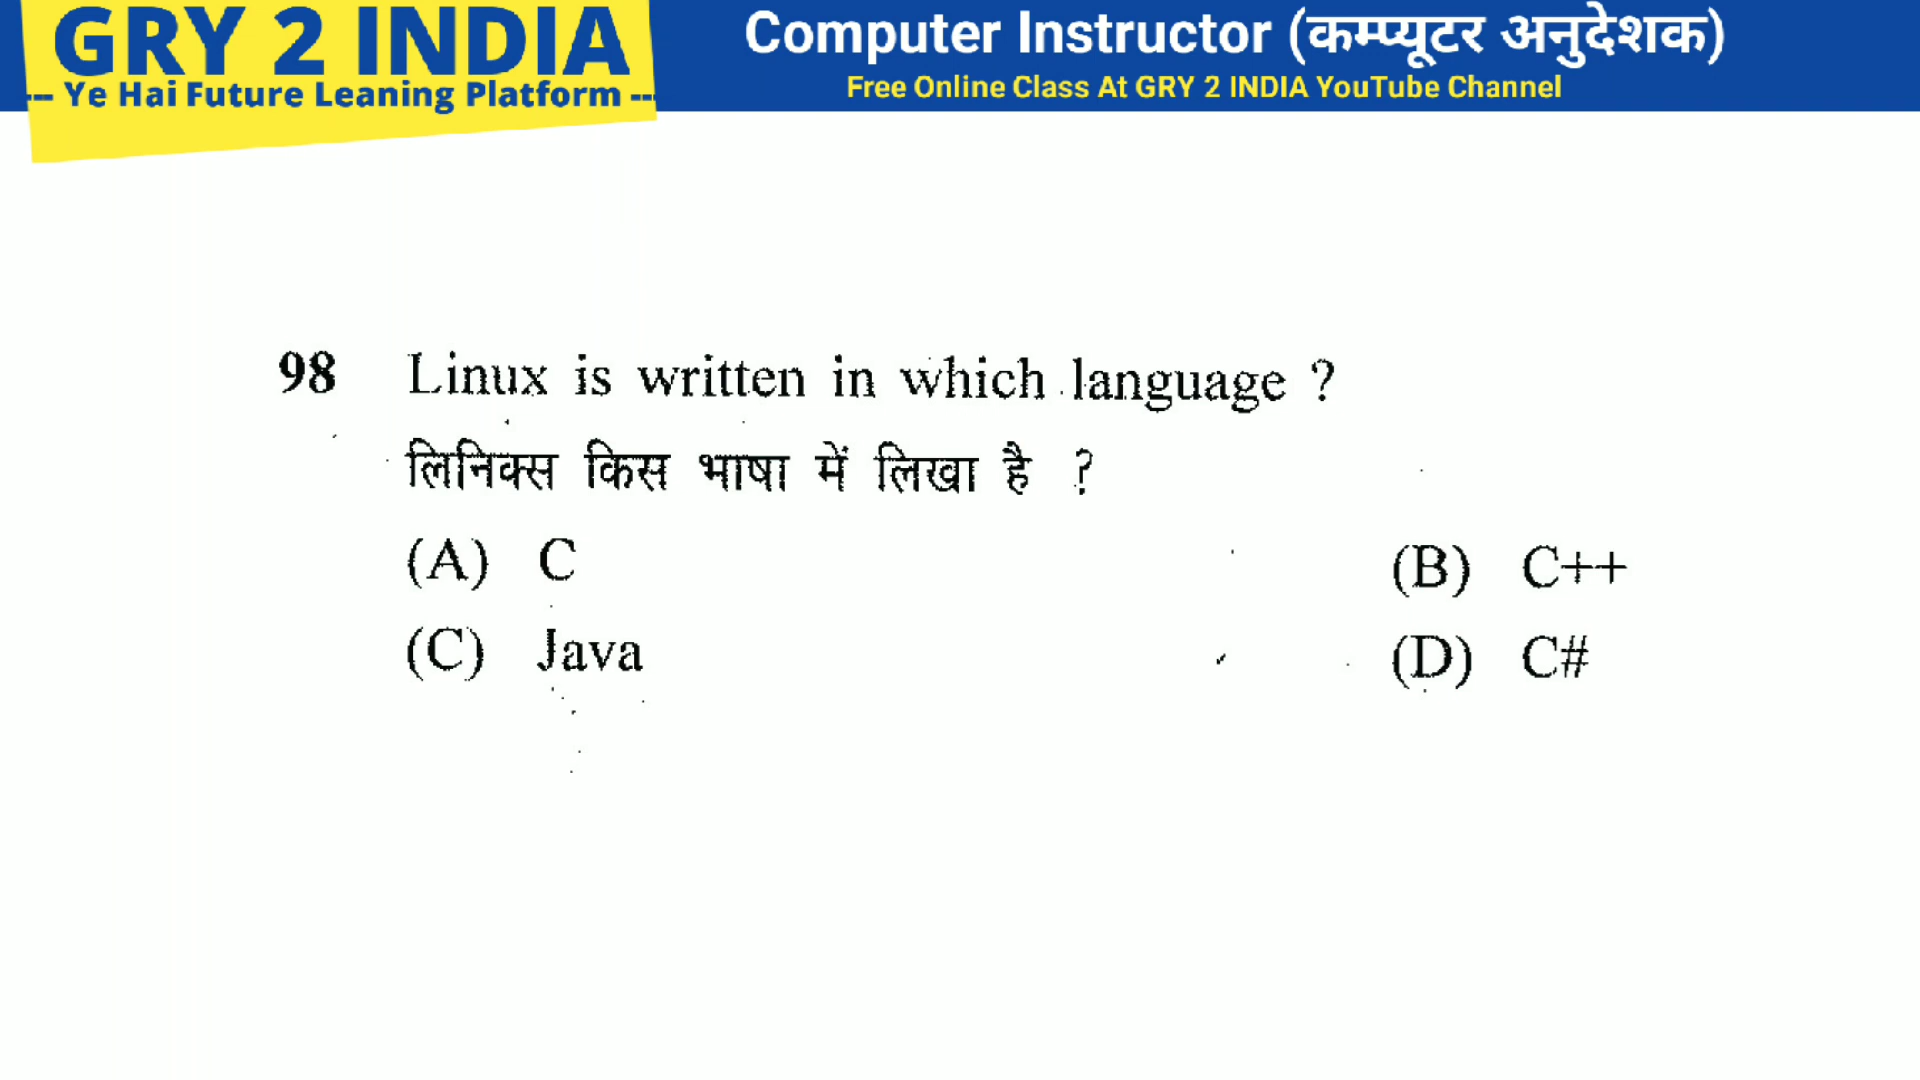 GRY 2 INDIA
--- Ye Hai Future Leaning Platform ---
Computer Instructor (कम्प्यूटर अनुदेशक)
Free Online Class At GRY 2 INDIA YouTube Channel
98 Linux is written in which language ?
लिनिक्स किस भाषा में लिखा है ?
(A) C (B) C++
(C) Java (D) C#